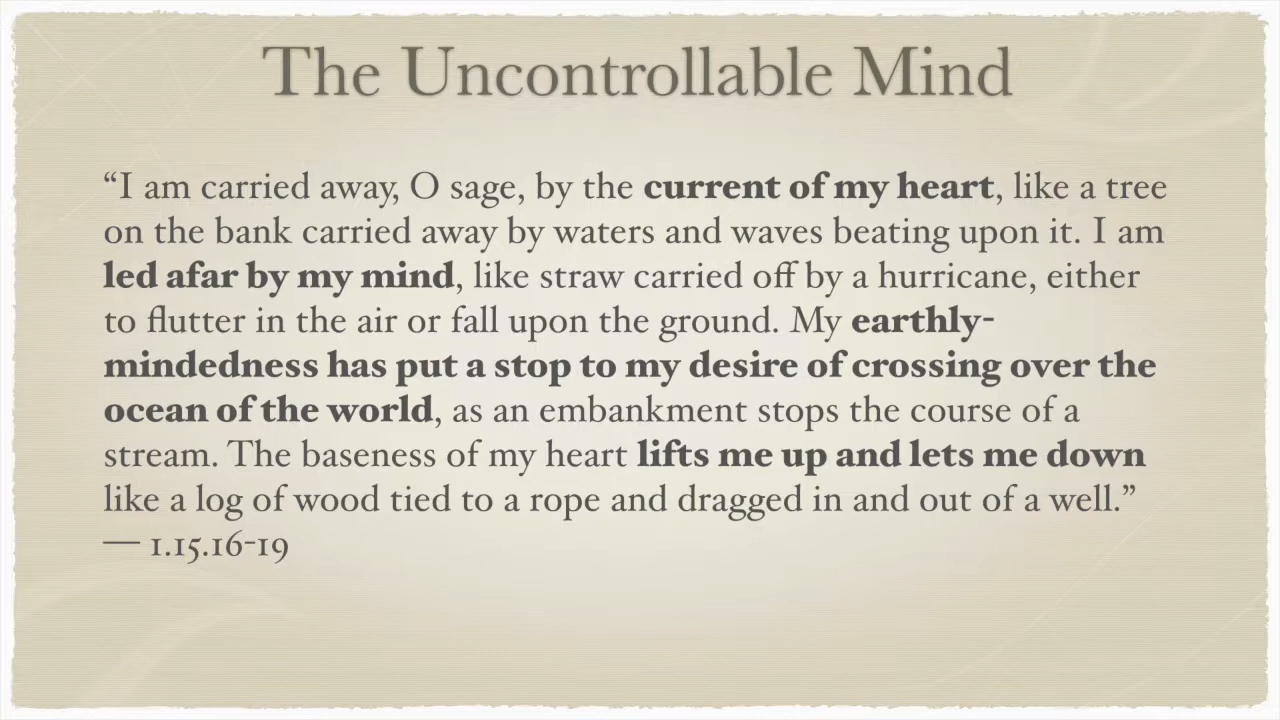 The Uncontrollable Mind
“I am carried away, O sage, by the current of my heart, like a tree
on the bank carried away by waters and waves beating upon it. I am
led afar by my mind, like straw carried off by a hurricane, either
to flutter in the air or fall upon the ground. My earthly-
mindedness has put a stop to my desire of crossing over the
ocean of the world, as an embankment stops the course of a
stream. The baseness of my heart lifts me up and lets me down
like a log of wood tied to a rope and dragged in and out of a well.”
— 1.15.16-19